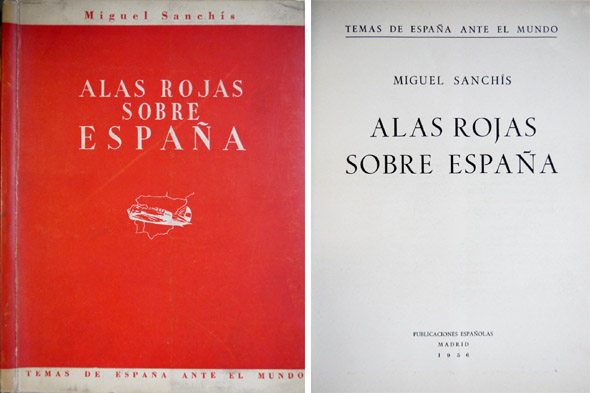 Miguel Sanchís
ALAS ROJAS
SOBRE
ESPAÑA
TEMAS DE ESPAÑA ANTE EL MUNDO
TEMAS DE ESPAÑA ANTE EL MUNDO
MIGUEL SANCHÍS
ALAS ROJAS
SOBRE ESPAÑA
PUBLICACIONES ESPAÑOLAS
MADRID
1956